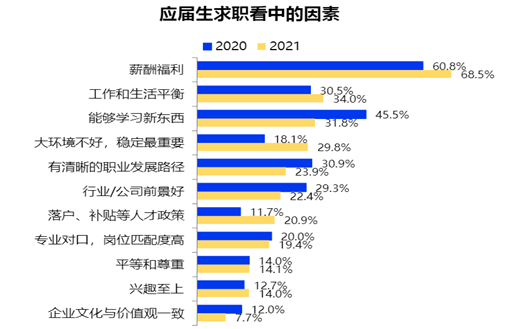 应届生求职看中的因素
2020 2021
薪酬福利 60.8%
68.5%
工作和生活平衡 30.5%
34.0%
能够学习新东西 45.5%
31.8%
大环境不好，稳定最重要 18.1%
29.8%
有清晰的职业发展路径 30.9%
23.9%
行业/公司前景好 29.3%
22.4%
落户、补贴等人才政策 11.7%
20.9%
专业对口，岗位匹配度高 20.0%
19.4%
平等和尊重 14.0%
14.1%
兴趣至上 12.7%
14.0%
企业文化与价值观一致 12.0%
7.7%